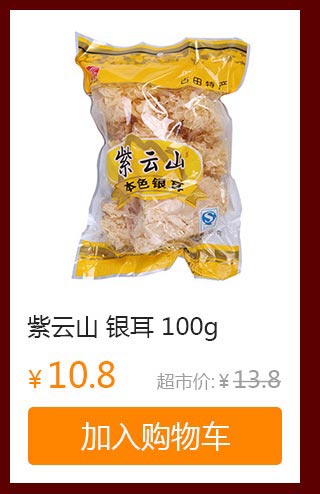 古田特产
紫云山
本色银耳
紫云山 银耳 100g
¥10.8
超市价: ¥13.8
加入购物车